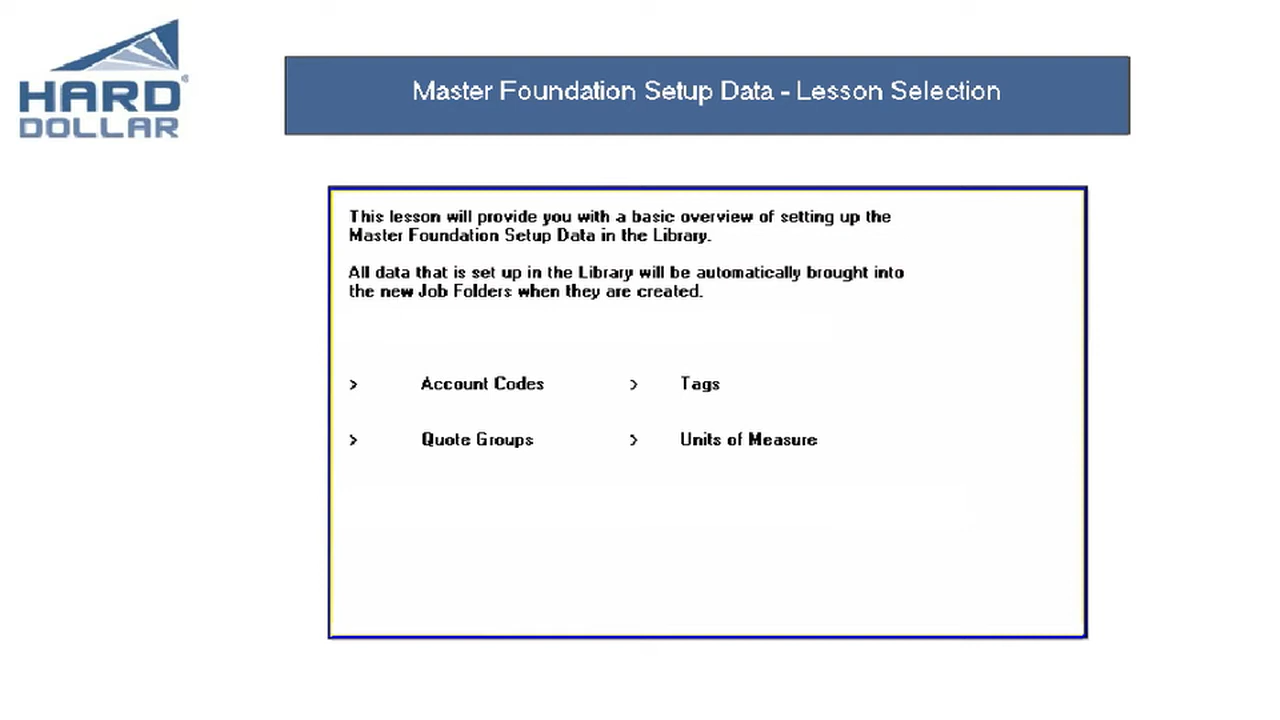 HARD
DOLLAR®
Master Foundation Setup Data - Lesson Selection
This lesson will provide you with a basic overview of setting up the
Master Foundation Setup Data in the Library.
All data that is set up in the Library will be automatically brought into
the new Job Folders when they are created.
> Account Codes > Tags
> Quote Groups > Units of Measure